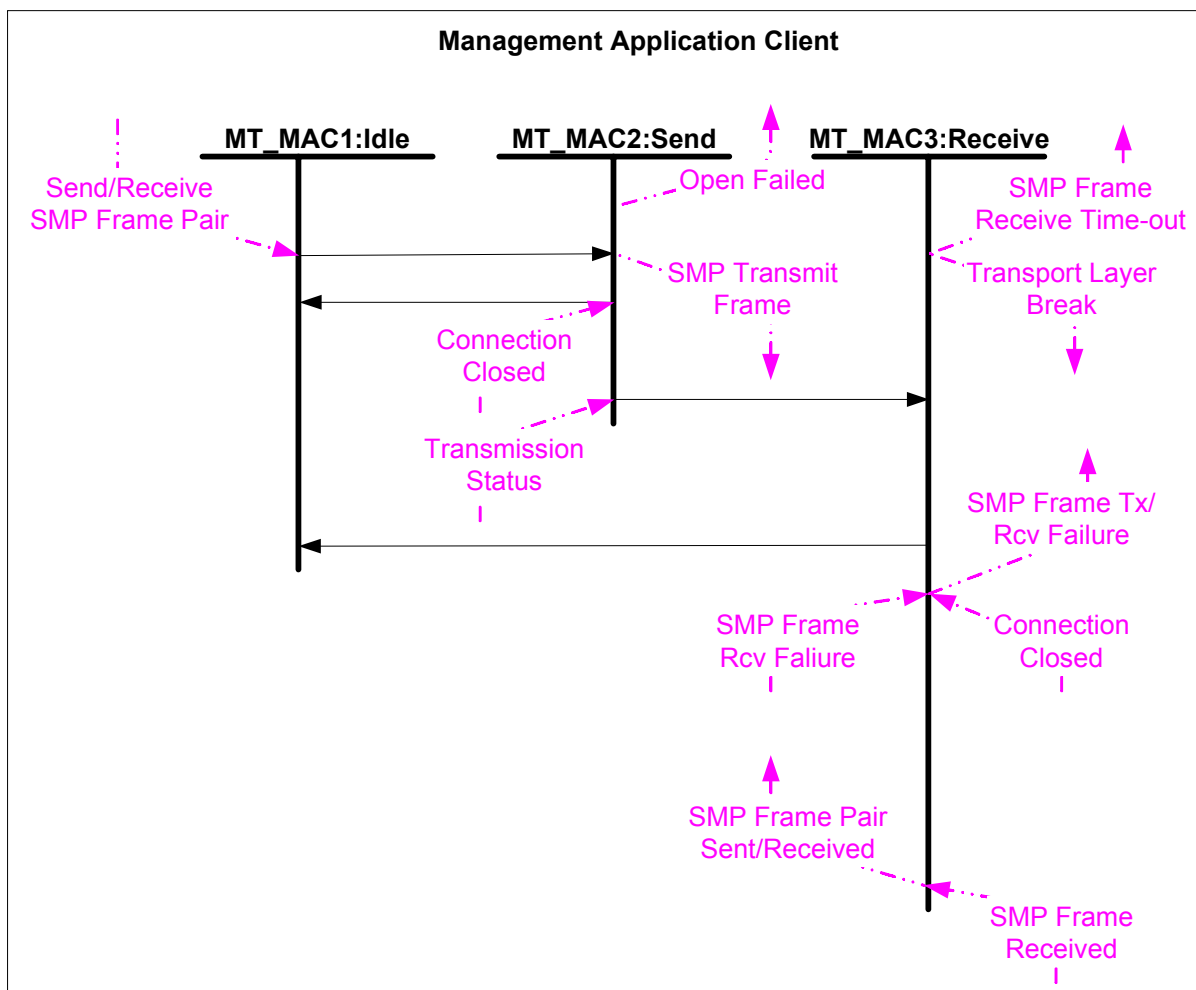 Management Application Client
MT_MAC1:Idle
MT_MAC2:Send
MT_MAC3:Receive
Send/Receive
SMP Frame Pair
Open Failed
SMP Frame
Receive Time-out
SMP Transmit
Frame
Transport Layer
Break
Connection
Closed
Transmission
Status
SMP Frame Tx/
Rcv Failure
SMP Frame
Rcv Faliure
Connection
Closed
SMP Frame Pair
Sent/Received
SMP Frame
Received